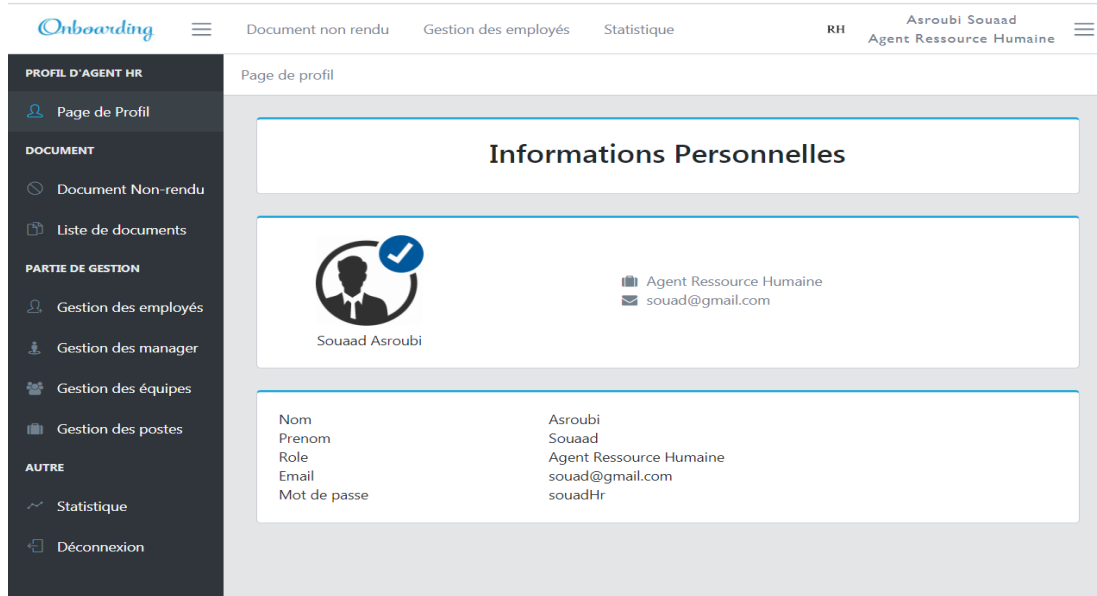 Onboarding
Document non rendu Gestion des employés Statistique
RH
Asroubi Souaad
Agent Ressource Humaine
PROFIL D'AGENT HR
Page de Profil
DOCUMENT
Document Non-rendu
Liste de documents
PARTIE DE GESTION
Gestion des employés
Gestion des manager
Gestion des équipes
Gestion des postes
AUTRE
Statistique
Déconnexion
Page de profil
Informations Personnelles
Souaad Asroubi
Agent Ressource Humaine
souad@gmail.com
Nom Asroubi
Prenom Souaad
Role Agent Ressource Humaine
Email souad@gmail.com
Mot de passe souadHr